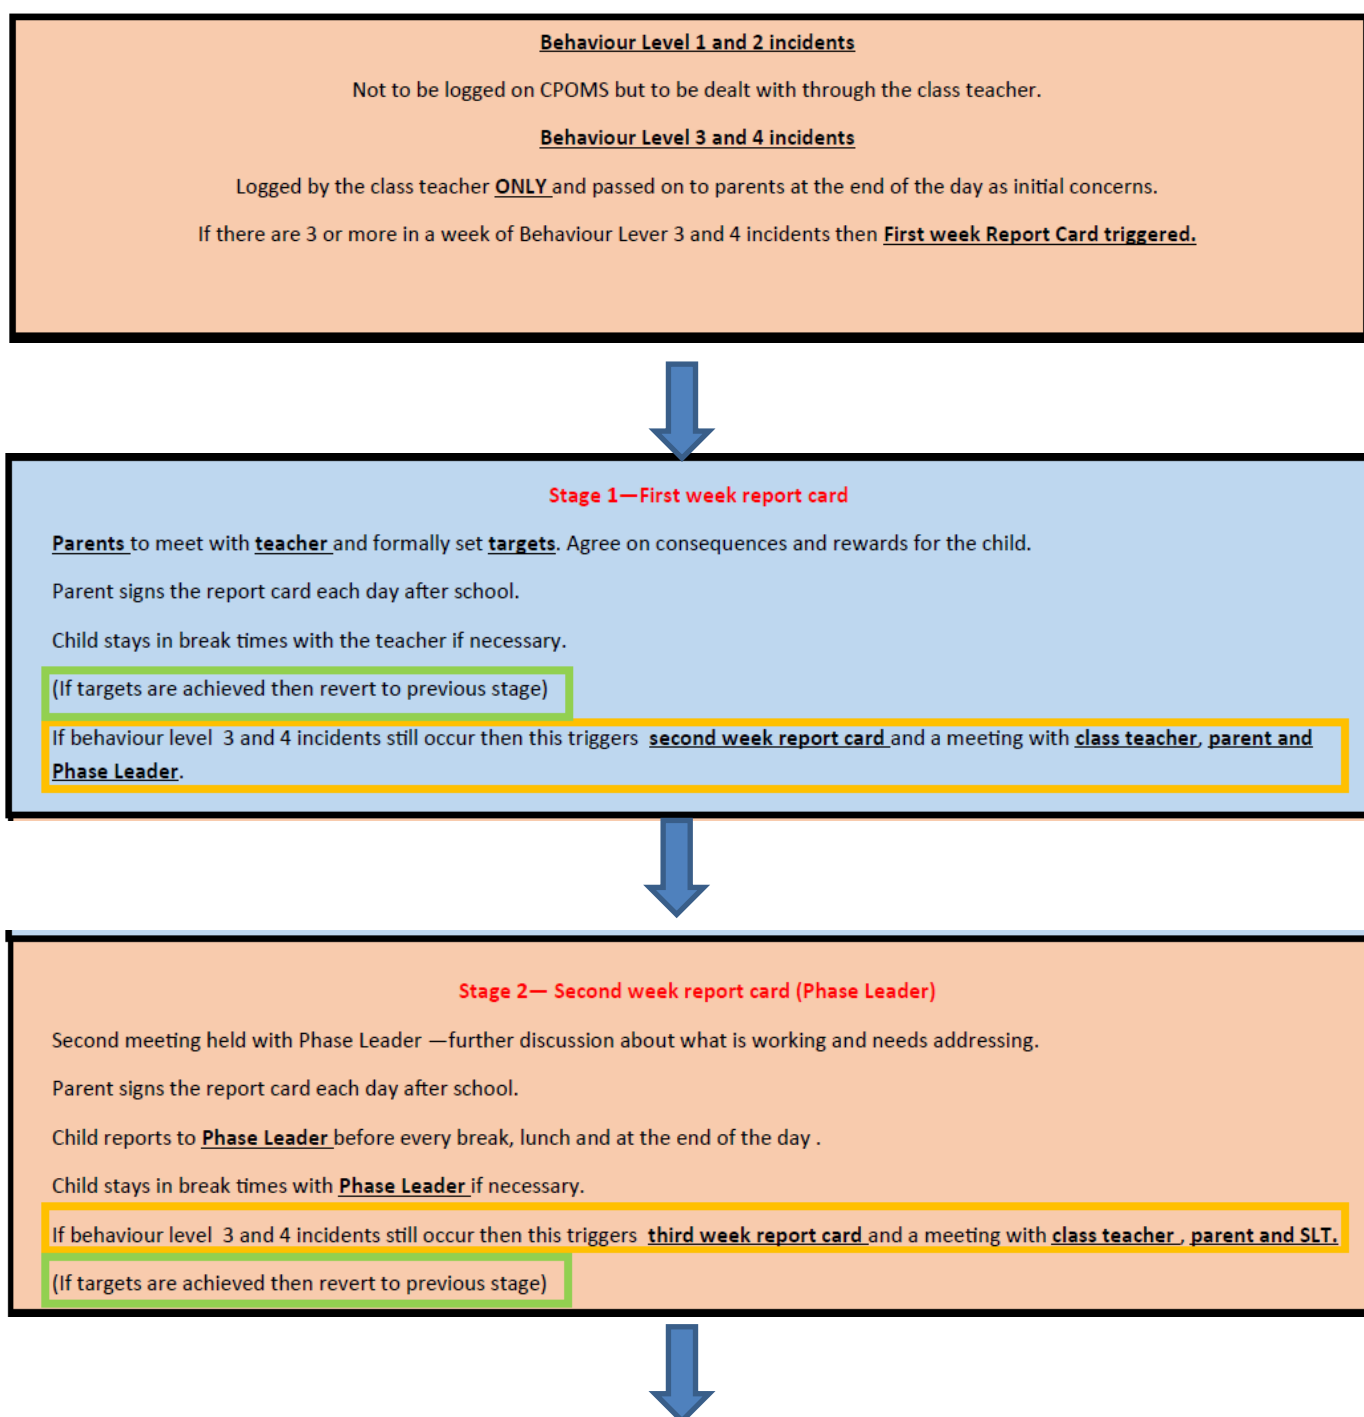 Behaviour Level 1 and 2 incidents
Not to be logged on CPOMS but to be dealt with through the class teacher.
Behaviour Level 3 and 4 incidents
Logged by the class teacher ONLY and passed on to parents at the end of the day as initial concerns.
If there are 3 or more in a week of Behaviour Lever 3 and 4 incidents then First week Report Card triggered.
Stage 1—First week report card
Parents to meet with teacher and formally set targets. Agree on consequences and rewards for the child.
Parent signs the report card each day after school.
Child stays in break times with the teacher if necessary.
(If targets are achieved then revert to previous stage)
If behaviour level  3 and 4 incidents still occur then this triggers  second week report card and a meeting with class teacher, parent and
Phase Leader.
Stage 2— Second week report card (Phase Leader)
Second meeting held with Phase Leader —further discussion about what is working and needs addressing.
Parent signs the report card each day after school.
Child reports to Phase Leader before every break, lunch and at the end of the day .
Child stays in break times with Phase Leader if necessary.
If behaviour level  3 and 4 incidents still occur then this triggers  third week report card and a meeting with class teacher , parent and SLT.
(If targets are achieved then revert to previous stage)